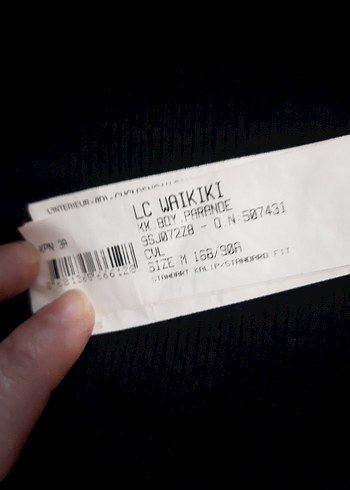 LC WAIKIKI
KK BOY PARANDE
9SJ072Z8 - O.N 507431
CVL
SIZE M 168/90A
STANDART KALIP/STANDARD FIT